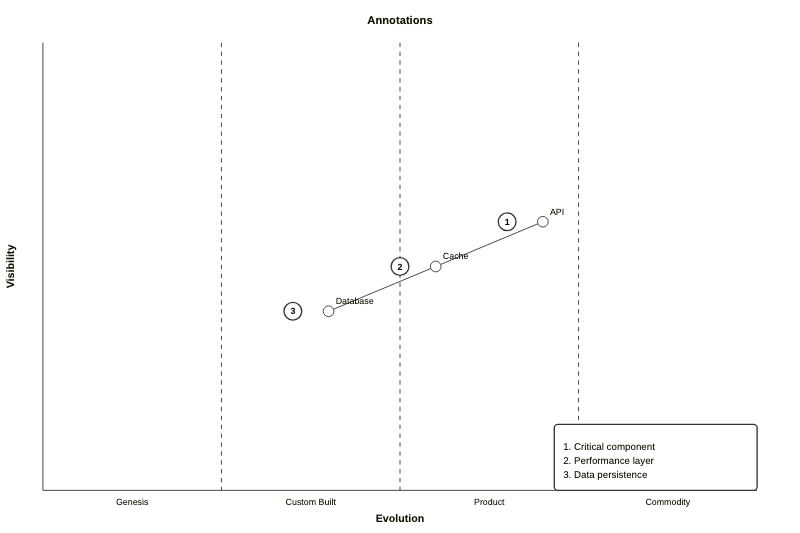 Annotations
API
1
Cache
2
Database
3
Visibility
1. Critical component
2. Performance layer
3. Data persistence
Genesis
Custom Built
Product
Commodity
Evolution